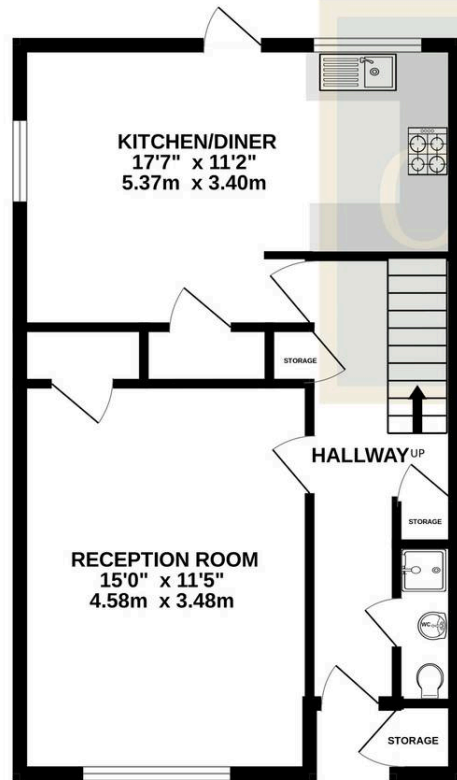 KITCHEN/DINER
17'7" x 11'2"
5.37m x 3.40m
STORAGE
HALLWAY UP
STORAGE
RECEPTION ROOM
15'0" x 11'5"
4.58m x 3.48m
WC
STORAGE